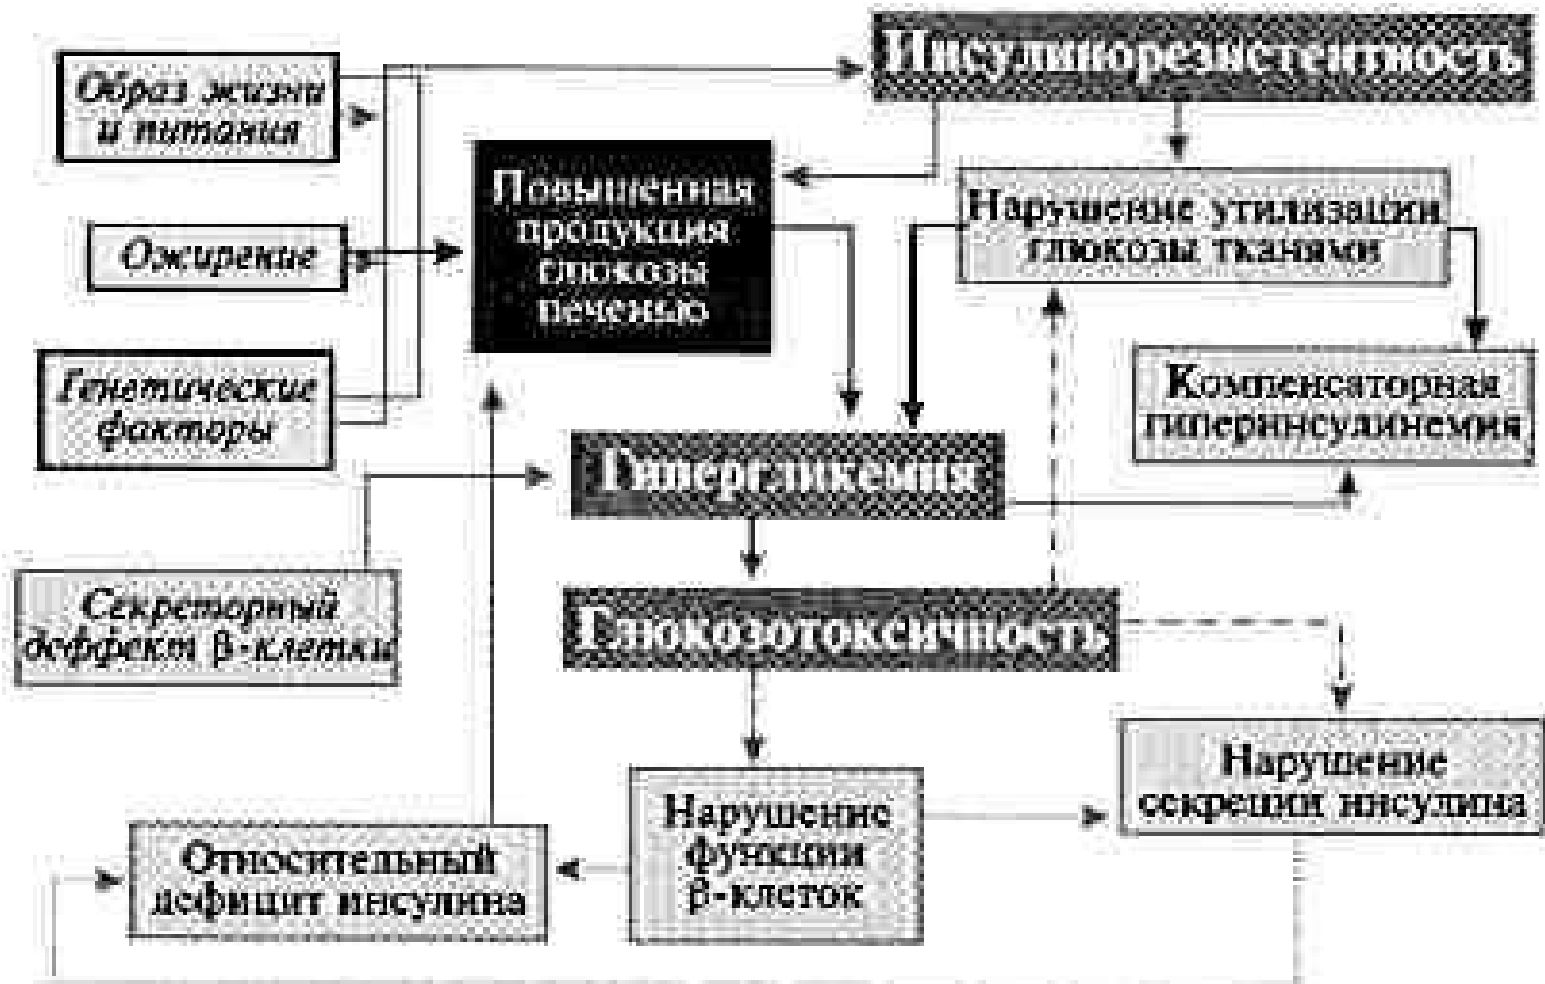 Инсулинорезистентность
Образ жизни
и питания
Повышенная
продукция
глюкозы
печенью
Нарушение утилизации
глюкозы тканями
Ожирение
Генетические
факторы
Компенсаторная
гиперинсулинемия
Гипергликемия
Секреторный
деффект β-клетки
Глюкозотоксичность
Нарушение
секреции инсулина
Нарушение
функции
β-клеток
Относительный
дефицит инсулина